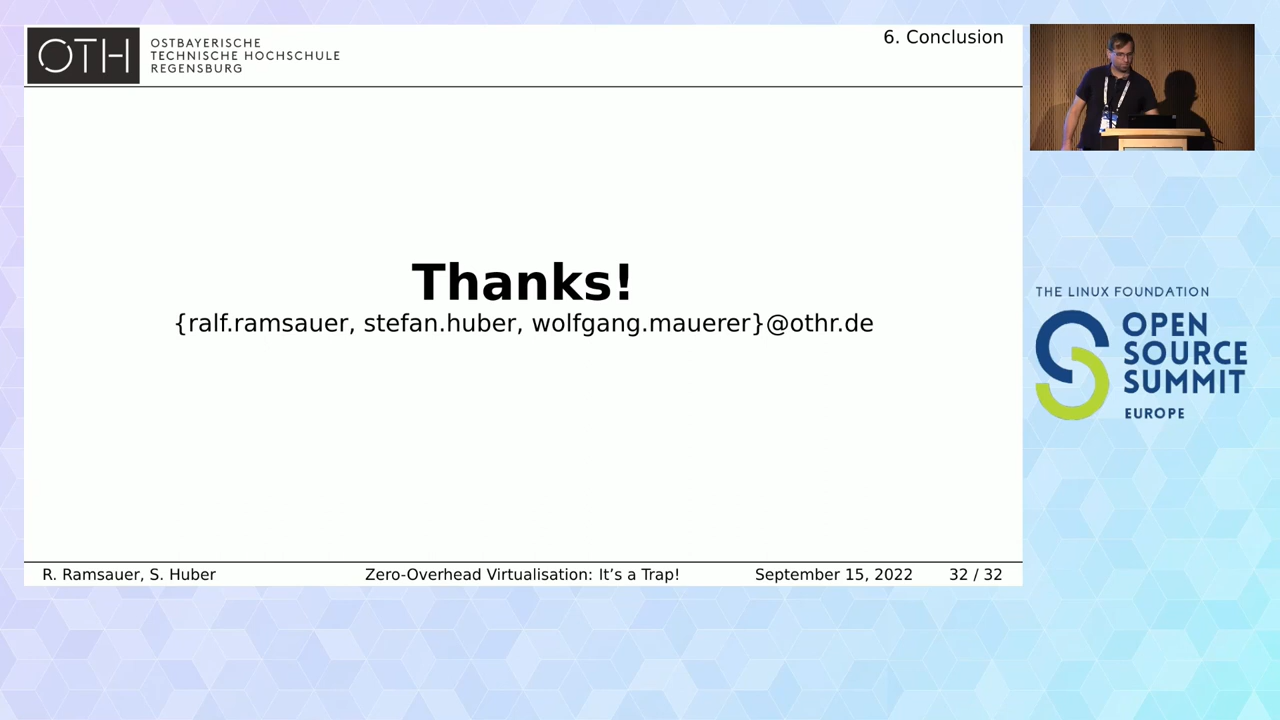 OTH
OSTBAYERISCHE
TECHNISCHE HOCHSCHULE
REGENSBURG
6. Conclusion
Thanks!
{ralf.ramsauer, stefan.huber, wolfgang.mauerer}@othr.de
R. Ramsauer, S. Huber
Zero-Overhead Virtualisation: It's a Trap!
September 15, 2022
32 / 32
THE LINUX FOUNDATION
OPEN
SOURCE
SUMMIT
EUROPE